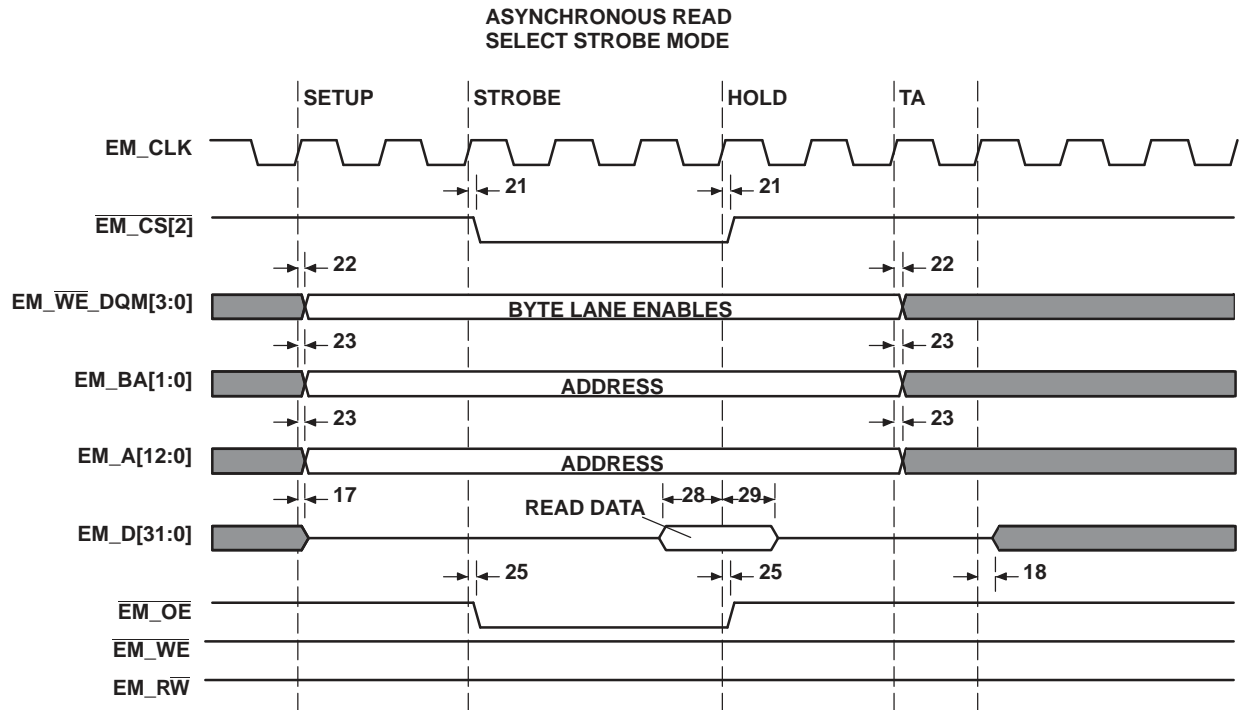 ASYNCHRONOUS READ
SELECT STROBE MODE
SETUP STROBE HOLD TA
EM_CLK
21 21
EM_CS[2]
22 22
EM_WE_DQM[3:0] BYTE LANE ENABLES
23 23
EM_BA[1:0] ADDRESS
23 23
EM_A[12:0] ADDRESS
17 28 29
READ DATA
EM_D[31:0]
25 25 18
EM_OE
EM_WE
EM_RW